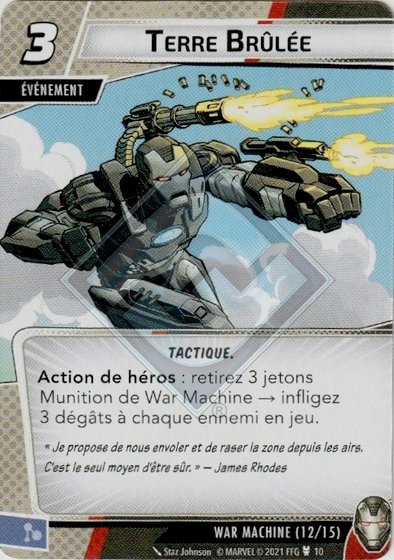 3
TERRE BRÛLÉE
ÉVÉNEMENT
TACTIQUE.
Action de héros : retirez 3 jetons
Munition de War Machine → infligez
3 dégâts à chaque ennemi en jeu.
« Je propose de nous envoler et de raser la zone depuis les airs.
C'est le seul moyen d'être sûr. » – James Rhodes
WAR MACHINE (12/15)
Staz Johnson © MARVEL © 2021 FFG 10